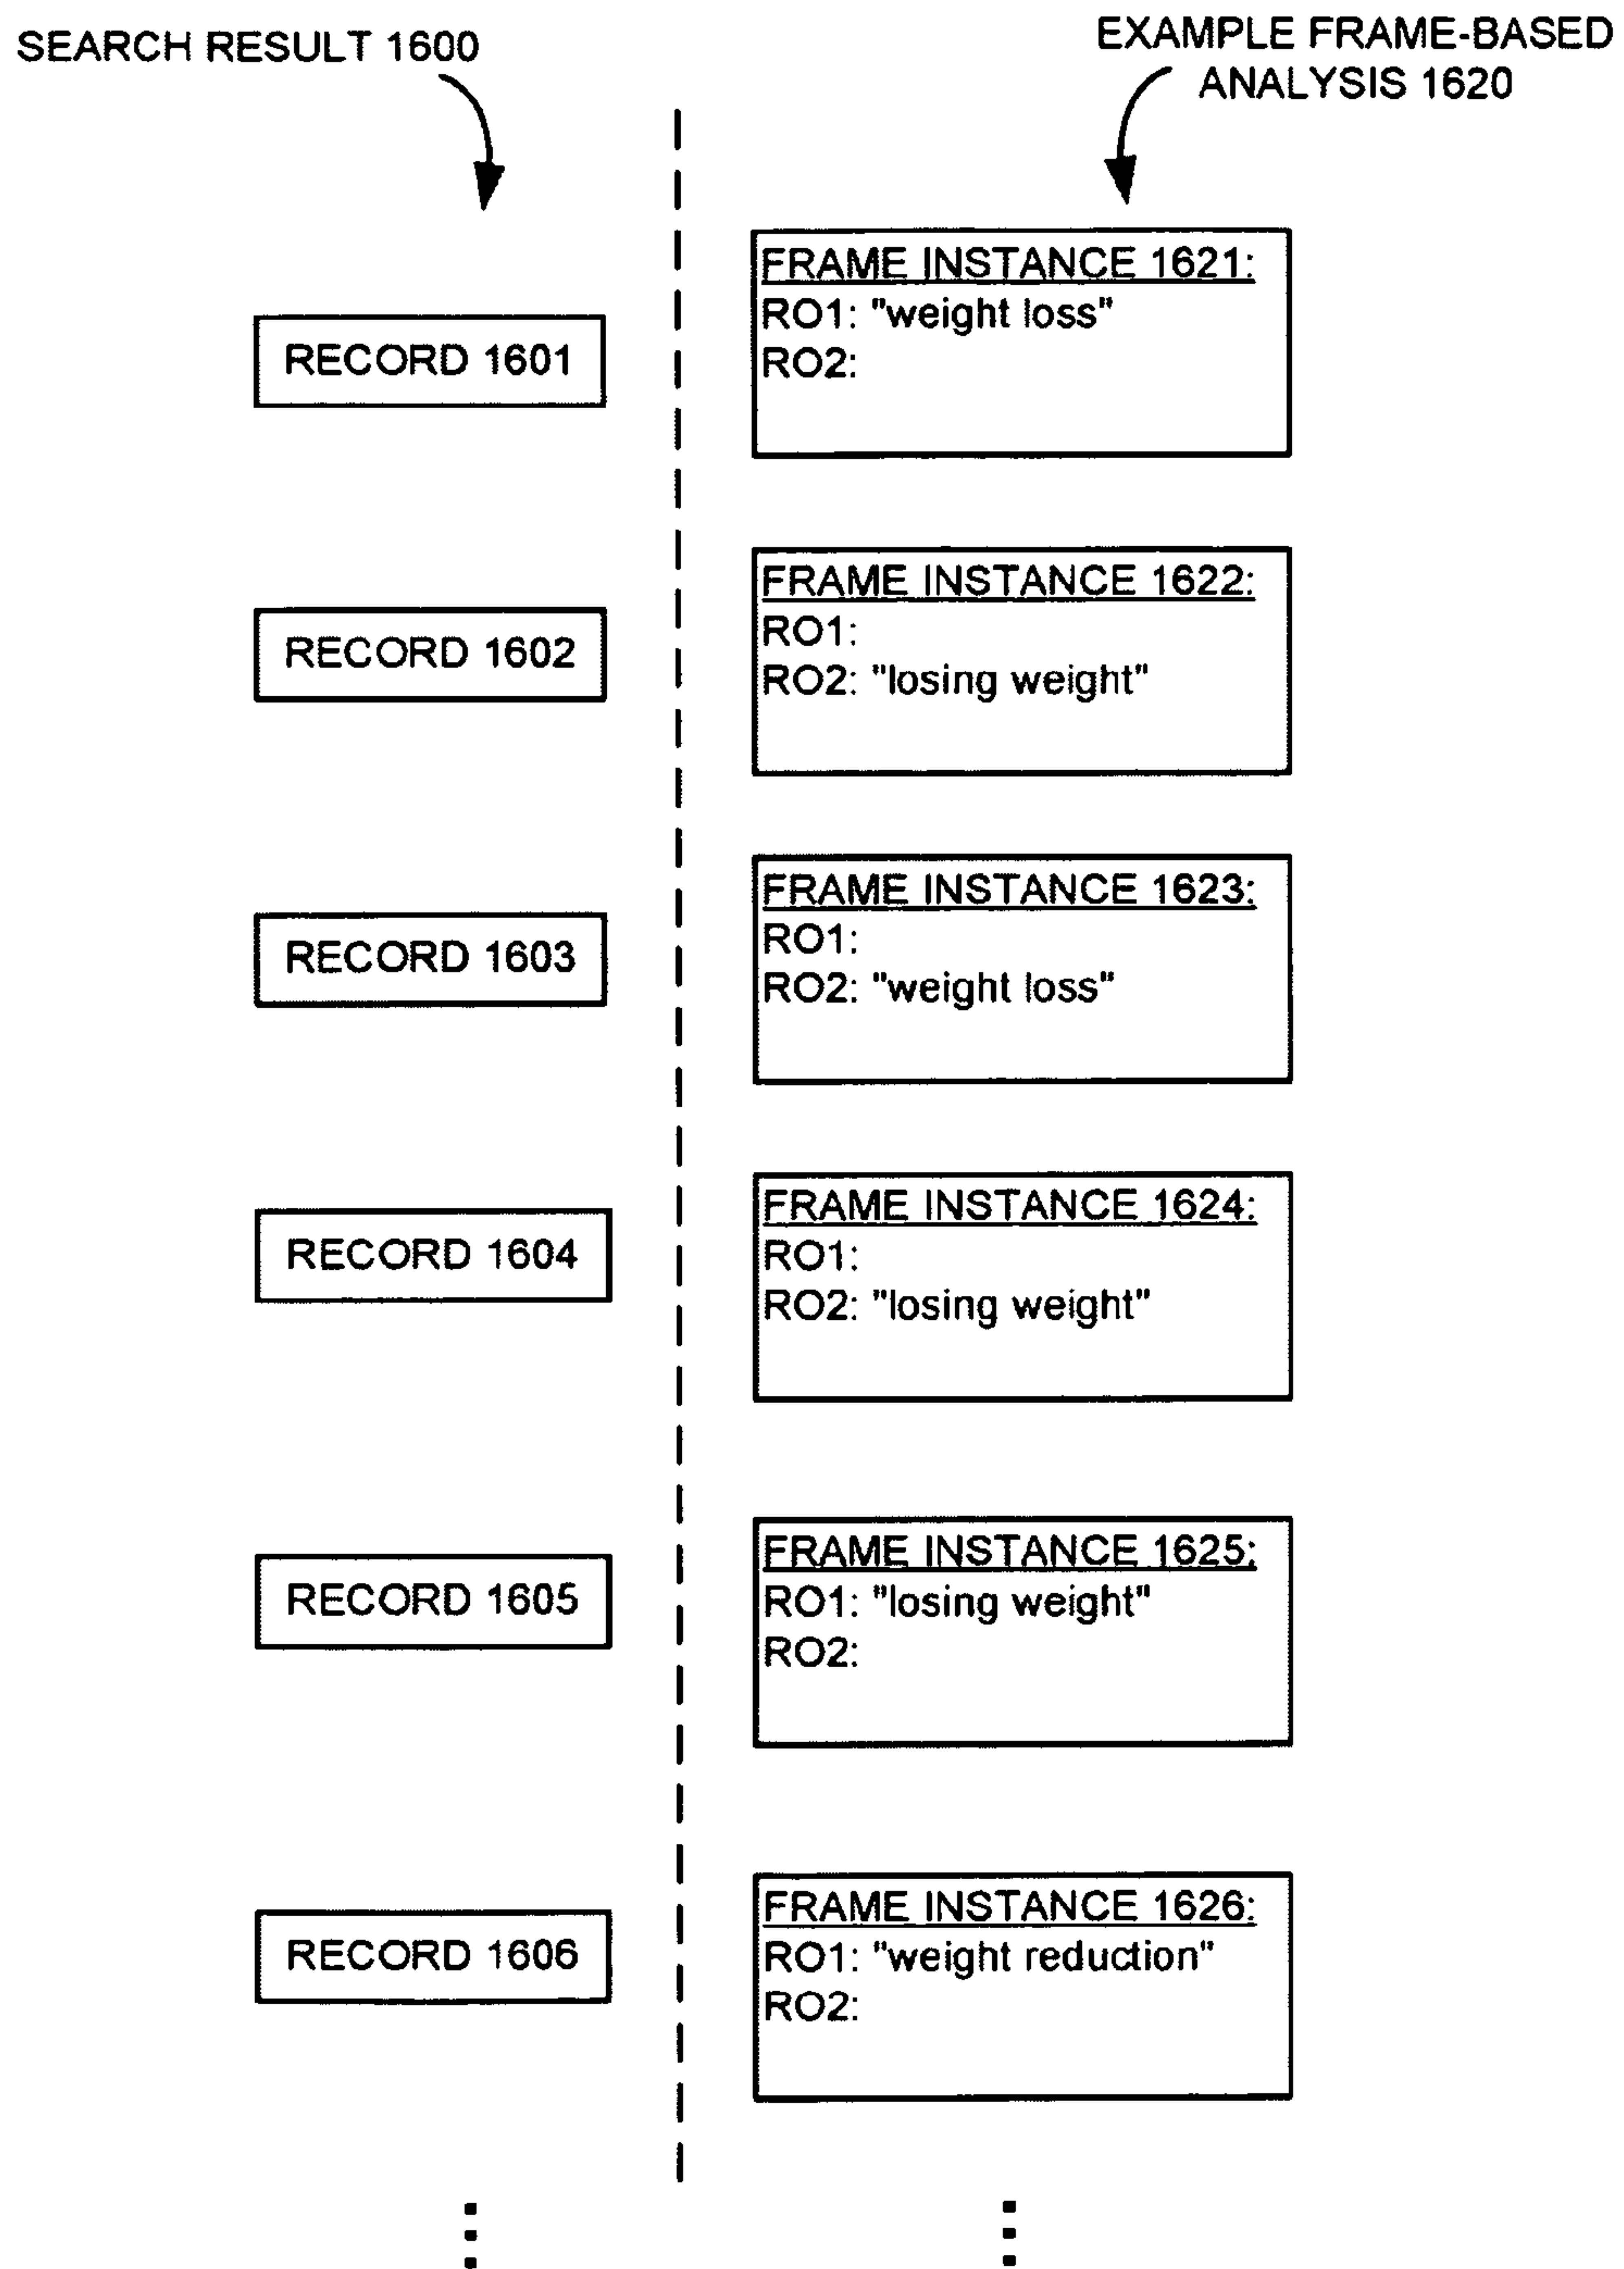 SEARCH RESULT 1600
EXAMPLE FRAME-BASED
ANALYSIS 1620
RECORD 1601
FRAME INSTANCE 1621:
RO1: "weight loss"
RO2:
RECORD 1602
FRAME INSTANCE 1622:
RO1:
RO2: "losing weight"
RECORD 1603
FRAME INSTANCE 1623:
RO1:
RO2: "weight loss"
RECORD 1604
FRAME INSTANCE 1624:
RO1:
RO2: "losing weight"
RECORD 1605
FRAME INSTANCE 1625:
RO1: "losing weight"
RO2:
RECORD 1606
FRAME INSTANCE 1626:
RO1: "weight reduction"
RO2: